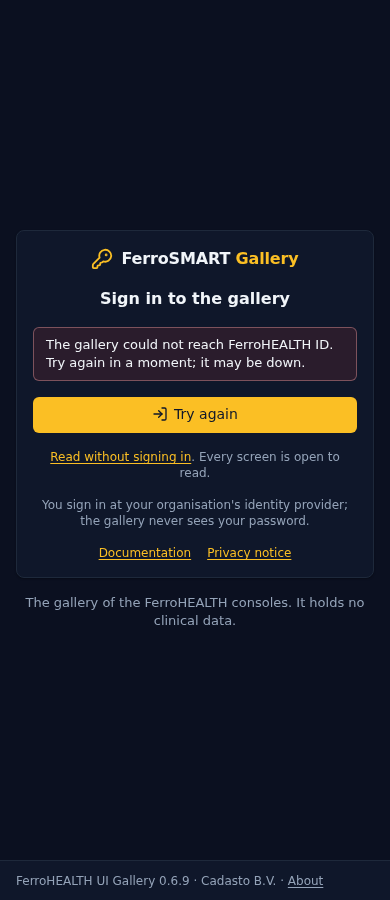 FerroSMART Gallery
Sign in to the gallery
The gallery could not reach FerroHEALTH ID.
Try again in a moment; it may be down.
Try again
Read without signing in. Every screen is open to
read.
You sign in at your organisation's identity provider;
the gallery never sees your password.
Documentation Privacy notice
The gallery of the FerroHEALTH consoles. It holds no
clinical data.
FerroHEALTH UI Gallery 0.6.9 · Cadasto B.V. · About